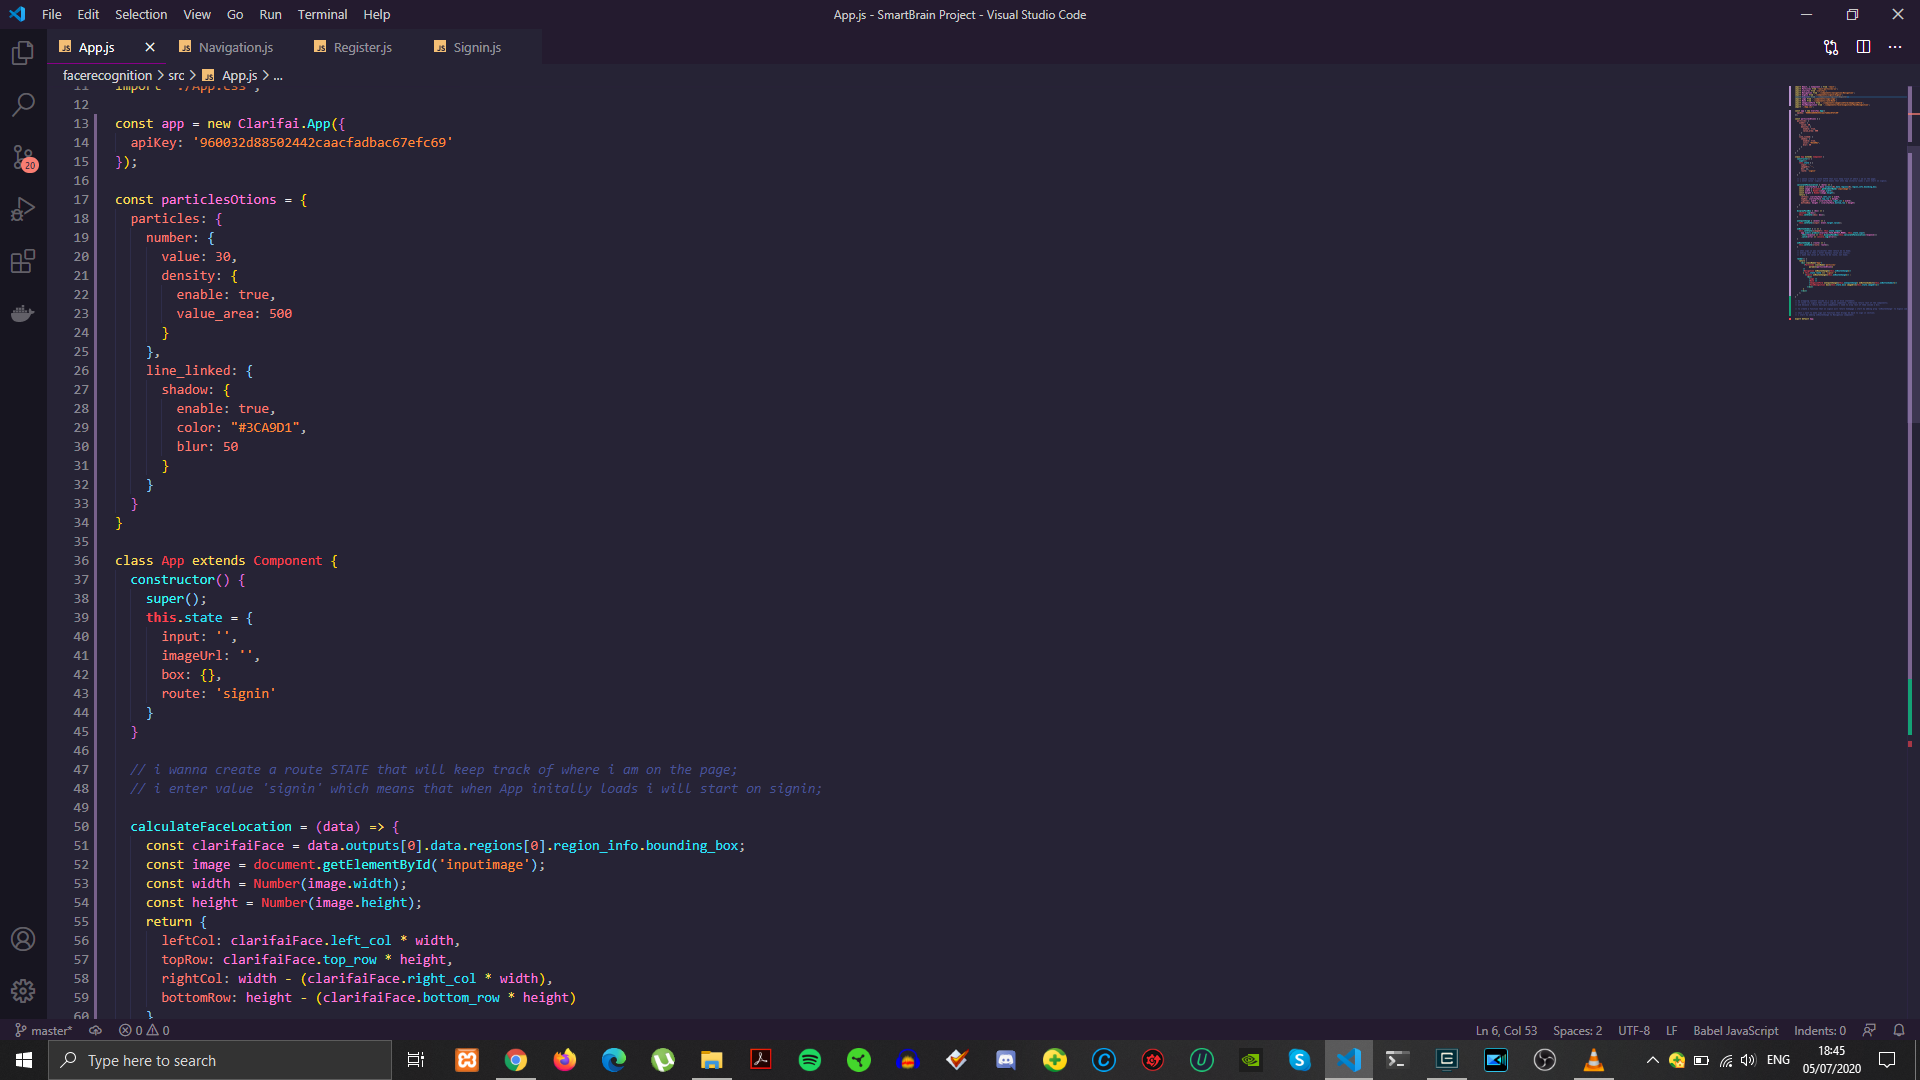 File Edit Selection View Go Run Terminal Help
App.js - SmartBrain Project - Visual Studio Code
App.js Navigation.js Register.js Signin.js
facerecognition > src > App.js > ...
11 import './App.css';
12
13 const app = new Clarifai.App({
14 apiKey: '960032d88502442caacfadbac67efc69'
15 });
16
17 const particlesOtions = {
18 particles: {
19 number: {
20 value: 30,
21 density: {
22 enable: true,
23 value_area: 500
24 }
25 },
26 line_linked: {
27 shadow: {
28 enable: true,
29 color: "#3CA9D1",
30 blur: 50
31 }
32 }
33 }
34 }
35
36 class App extends Component {
37 constructor() {
38 super();
39 this.state = {
40 input: '',
41 imageUrl: '',
42 box: {},
43 route: 'signin'
44 }
45 }
46
47 // i wanna create a route STATE that will keep track of where i am on the page;
48 // i enter value 'signin' which means that when App initally loads i will start on signin;
49
50 calculateFaceLocation = (data) => {
51 const clarifaiFace = data.outputs[0].data.regions[0].region_info.bounding_box;
52 const image = document.getElementById('inputimage');
53 const width = Number(image.width);
54 const height = Number(image.height);
55 return {
56 leftCol: clarifaiFace.left_col * width,
57 topRow: clarifaiFace.top_row * height,
58 rightCol: width - (clarifaiFace.right_col * width),
59 bottomRow: height - (clarifaiFace.bottom_row * height)
60 }
20
master* 0 0 Ln 6, Col 53 Spaces: 2 UTF-8 LF Babel JavaScript Indents: 0
Type here to search
ENG
18:45
05/07/2020